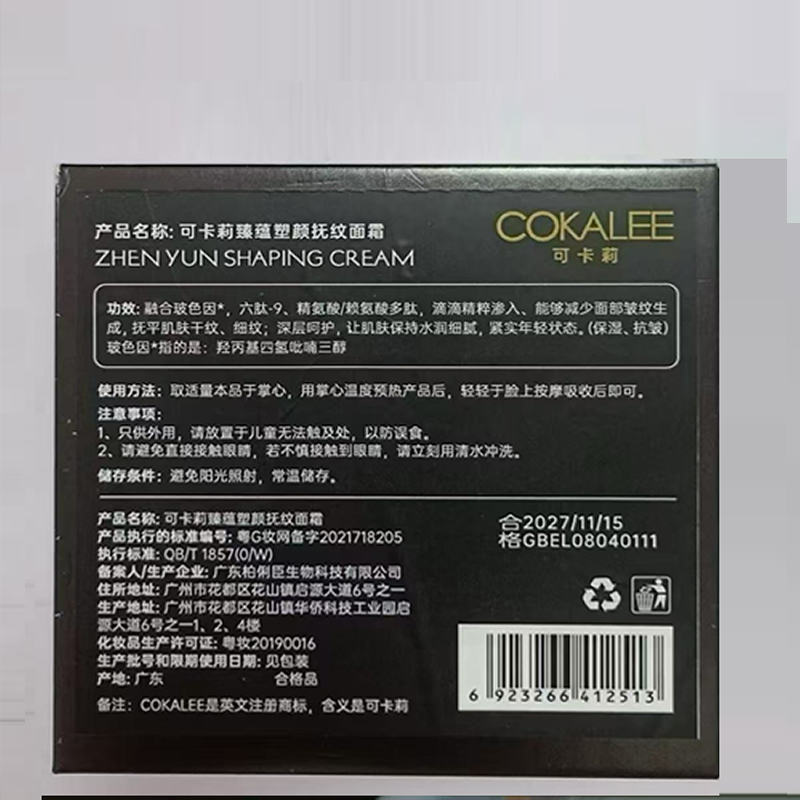 产品名称: 可卡莉臻蕴塑颜抚纹面霜
ZHEN YUN SHAPING CREAM
COKALEE
可卡莉
功效: 融合玻色因*, 六肽-9、精氨酸/赖氨酸多肽, 滴滴精粹渗入、能够减少面部皱纹生
成, 抚平肌肤干纹、细纹; 深层呵护, 让肌肤保持水润细腻, 紧实年轻状态。(保湿、抗皱)
玻色因*指的是: 羟丙基四氢吡喃三醇
使用方法: 取适量本品于掌心, 用掌心温度预热产品后, 轻轻于脸上按摩吸收后即可。
注意事项:
1、只供外用, 请放置于儿童无法触及处, 以防误食。
2、请避免直接接触眼睛, 若不慎接触到眼睛, 请立刻用清水冲洗。
储存条件: 避免阳光照射, 常温储存。
产品名称: 可卡莉臻蕴塑颜抚纹面霜
产品执行的标准编号: 粤G妆网备字2021718205
执行标准: QB/T 1857(O/W)
备案人/生产企业: 广东柏俐臣生物科技有限公司
住所地址: 广州市花都区花山镇启源大道6号之一
生产地址: 广州市花都区花山镇华侨科技工业园启
源大道6号之一1、2、4楼
化妆品生产许可证: 粤妆20190016
生产批号和限期使用日期: 见包装
产地: 广东 合格品
备注: COKALEE是英文注册商标, 含义是可卡莉
合2027/11/15
格GBEL08040111
6 923266 412513